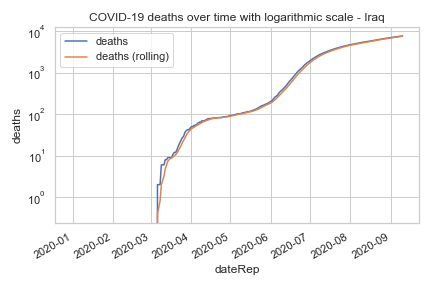 COVID-19 deaths over time with logarithmic scale - Iraq
deaths
deaths (rolling)
10⁴
10³
10²
10¹
10⁰
deaths
2020-01
2020-02
2020-03
2020-04
2020-05
2020-06
2020-07
2020-08
2020-09
dateRep